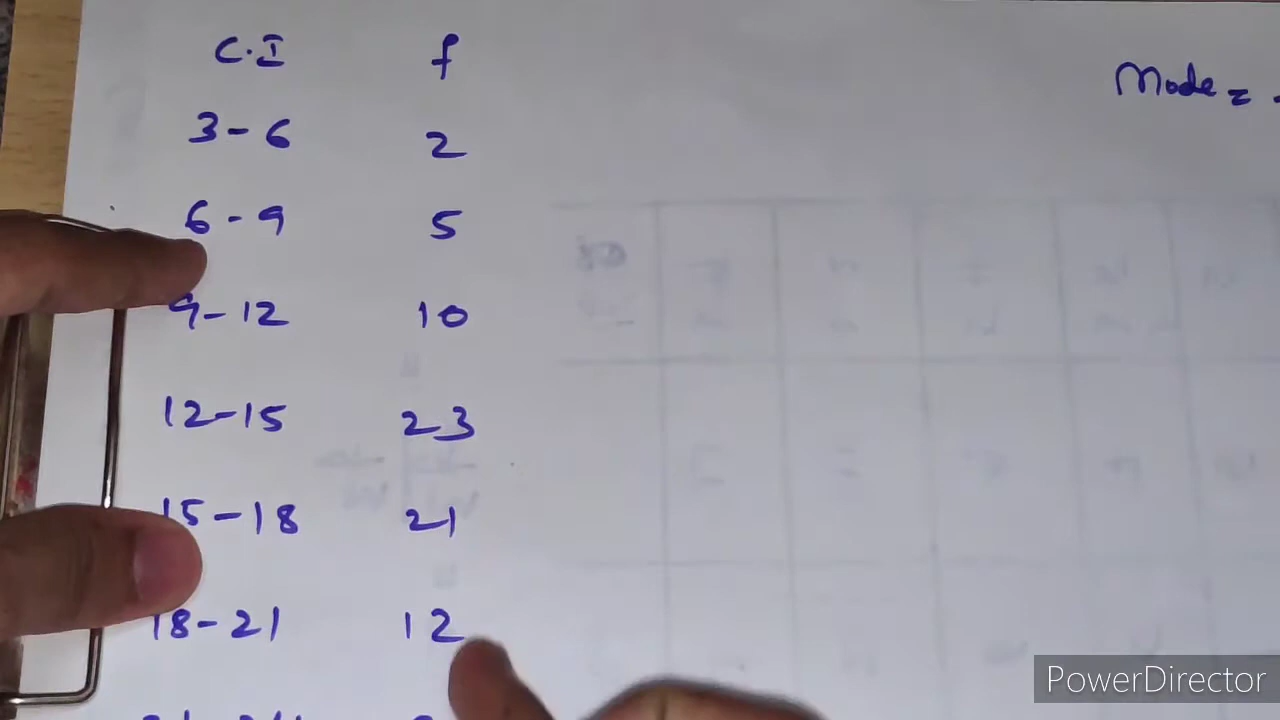 C.I f
Mode =
3-6 2
6-9 5
9-12 10
12-15 23
15-18 21
18-21 12
PowerDirector